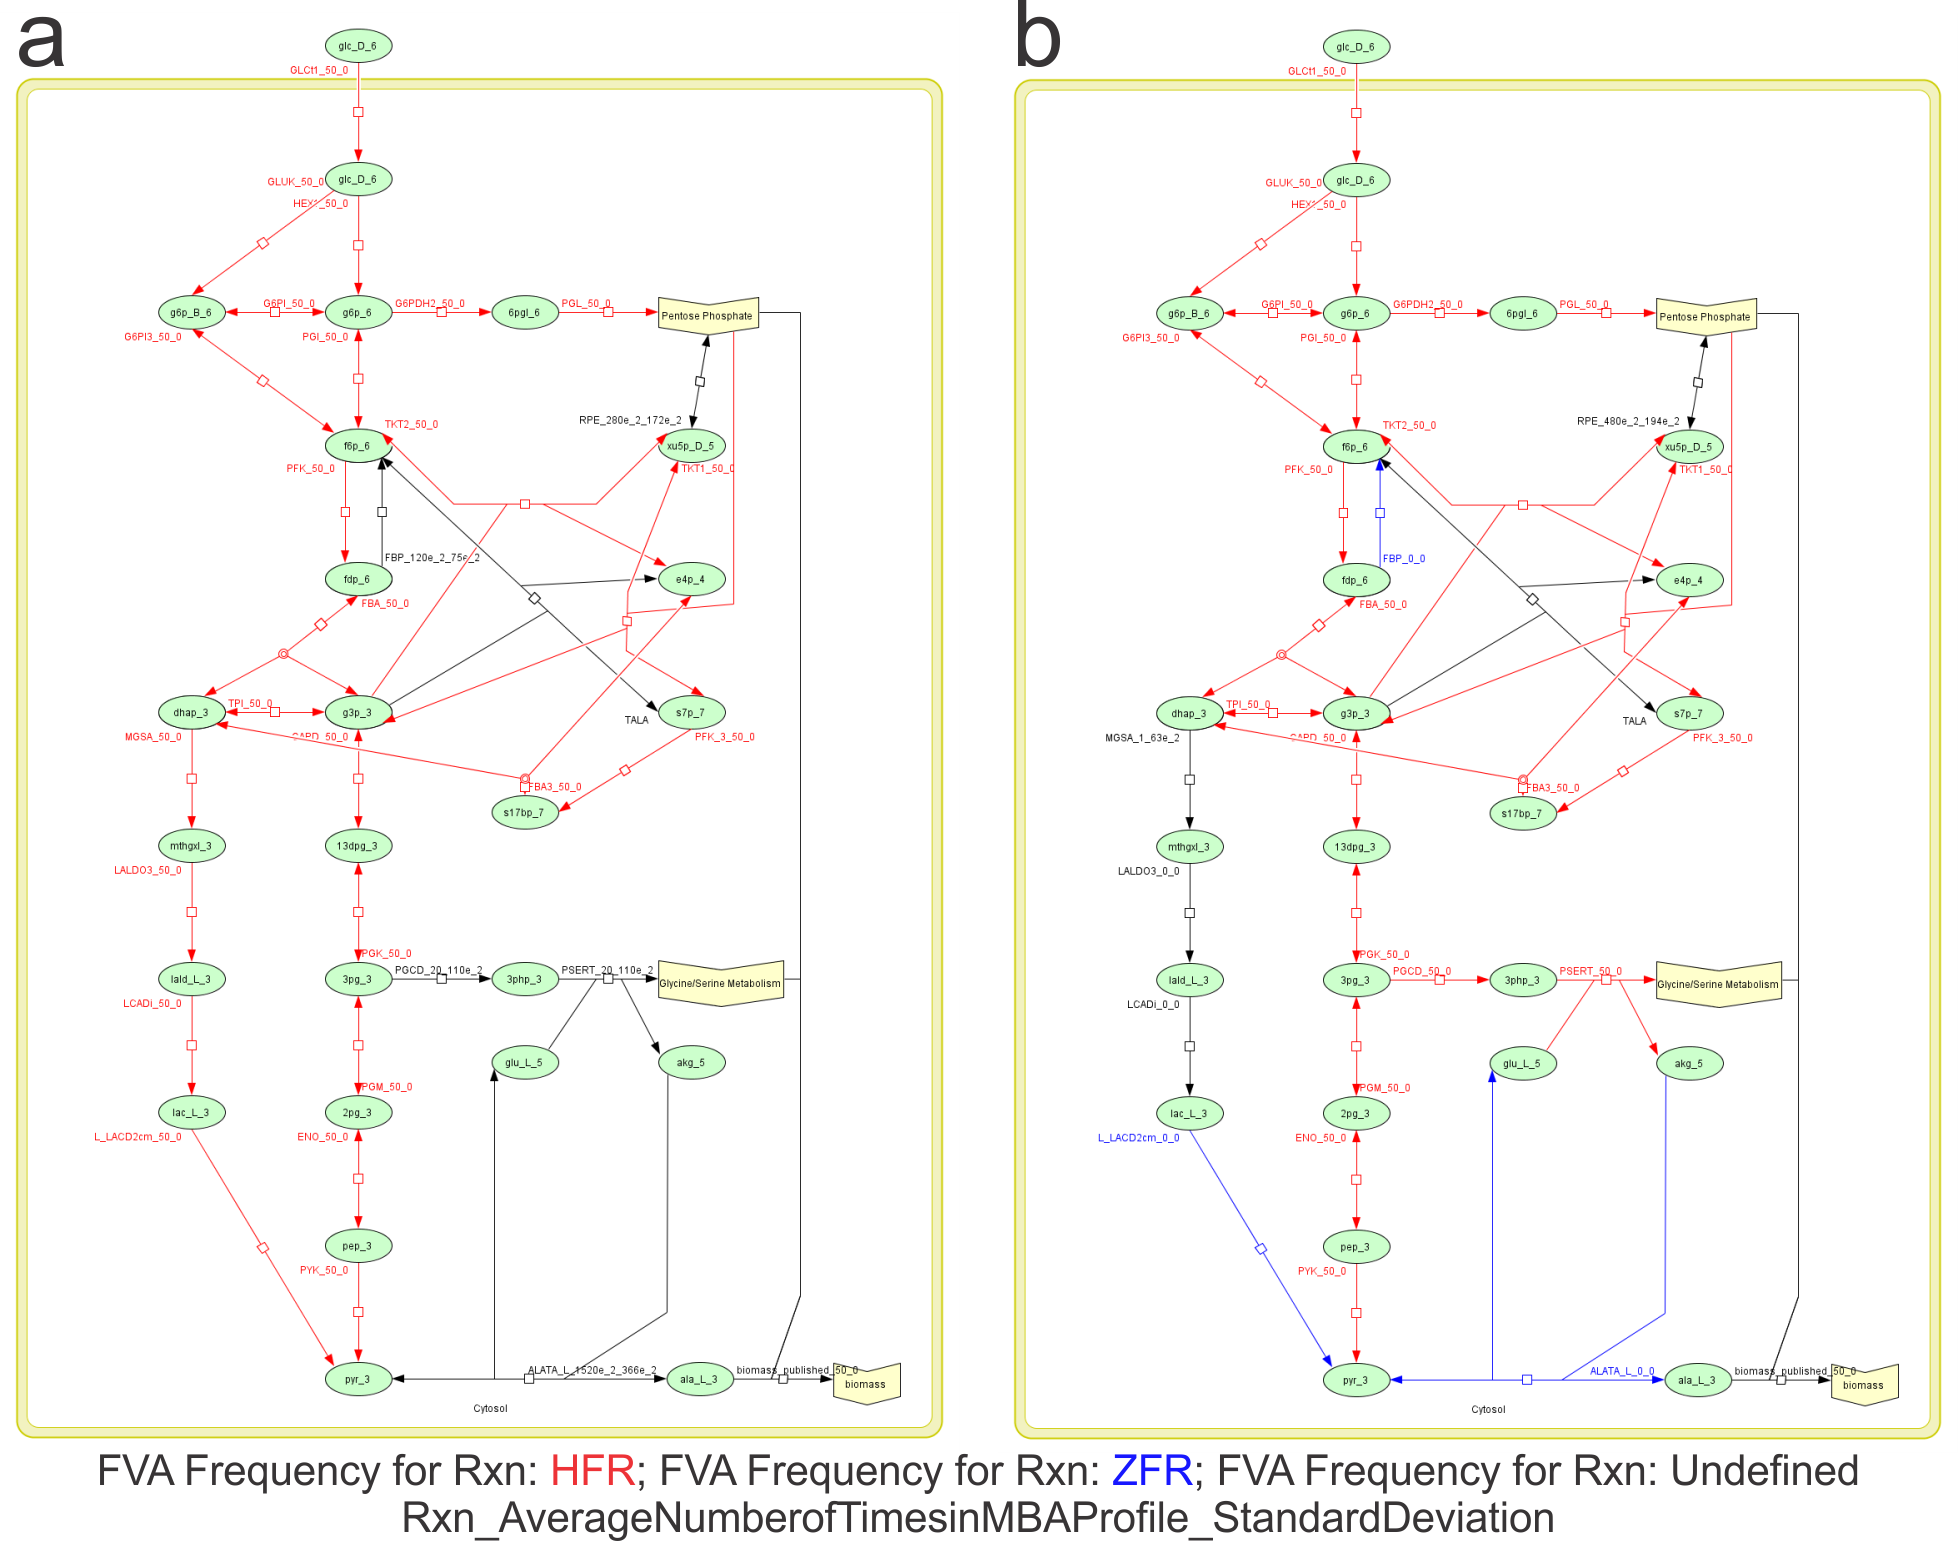 a
glc_D_6
GLCt1_50_0
glc_D_6
GLUK_50_0
HEX1_50_0
g6p_B_6
G6PI_50_0
g6p_6
G6PDH2_50_0
6pgl_6
PGL_50_0
Pentose Phosphate
G6PI3_50_0
PGI_50_0
RPE_280e_2_172e_2
TKT2_50_0
f6p_6
xu5p_D_5
PFK_50_0
TKT1_50_0
FBP_120e_2_75e_2
fdp_6
e4p_4
FBA_50_0
dhap_3
TPI_50_0
g3p_3
s7p_7
TALA
MGSA_50_0
GAPD_50_0
PFK_3_50_0
FBA3_50_0
s17bp_7
mthgxl_3
13dpg_3
LALDO3_50_0
PGK_50_0
lald_L_3
3pg_3
PGCD_20_110e_2
3php_3
PSERT_20_110e_2
Glycine/Serine Metabolism
LCADi_50_0
glu_L_5
akg_5
PGM_50_0
lac_L_3
2pg_3
L_LACD2cm_50_0
ENO_50_0
pep_3
PYK_50_0
pyr_3
ALATA_L_1520e_2_366e_2
ala_L_3
biomass_published_50_0
biomass
Cytosol
b
glc_D_6
GLCt1_50_0
glc_D_6
GLUK_50_0
HEX1_50_0
g6p_B_6
G6PI_50_0
g6p_6
G6PDH2_50_0
6pgl_6
PGL_50_0
Pentose Phosphate
G6PI3_50_0
PGI_50_0
RPE_480e_2_194e_2
TKT2_50_0
f6p_6
xu5p_D_5
PFK_50_0
TKT1_50_0
FBP_0_0
fdp_6
e4p_4
FBA_50_0
dhap_3
TPI_50_0
g3p_3
s7p_7
TALA
MGSA_1_63e_2
GAPD_50_0
PFK_3_50_0
FBA3_50_0
s17bp_7
mthgxl_3
13dpg_3
LALDO3_0_0
PGK_50_0
lald_L_3
3pg_3
PGCD_50_0
3php_3
PSERT_50_0
Glycine/Serine Metabolism
LCADi_0_0
glu_L_5
akg_5
PGM_50_0
lac_L_3
2pg_3
L_LACD2cm_0_0
ENO_50_0
pep_3
PYK_50_0
pyr_3
ALATA_L_0_0
ala_L_3
biomass_published_50_0
biomass
Cytosol
FVA Frequency for Rxn: HFR; FVA Frequency for Rxn: ZFR; FVA Frequency for Rxn: Undefined
Rxn_AverageNumberofTimesinMBAProfile_StandardDeviation